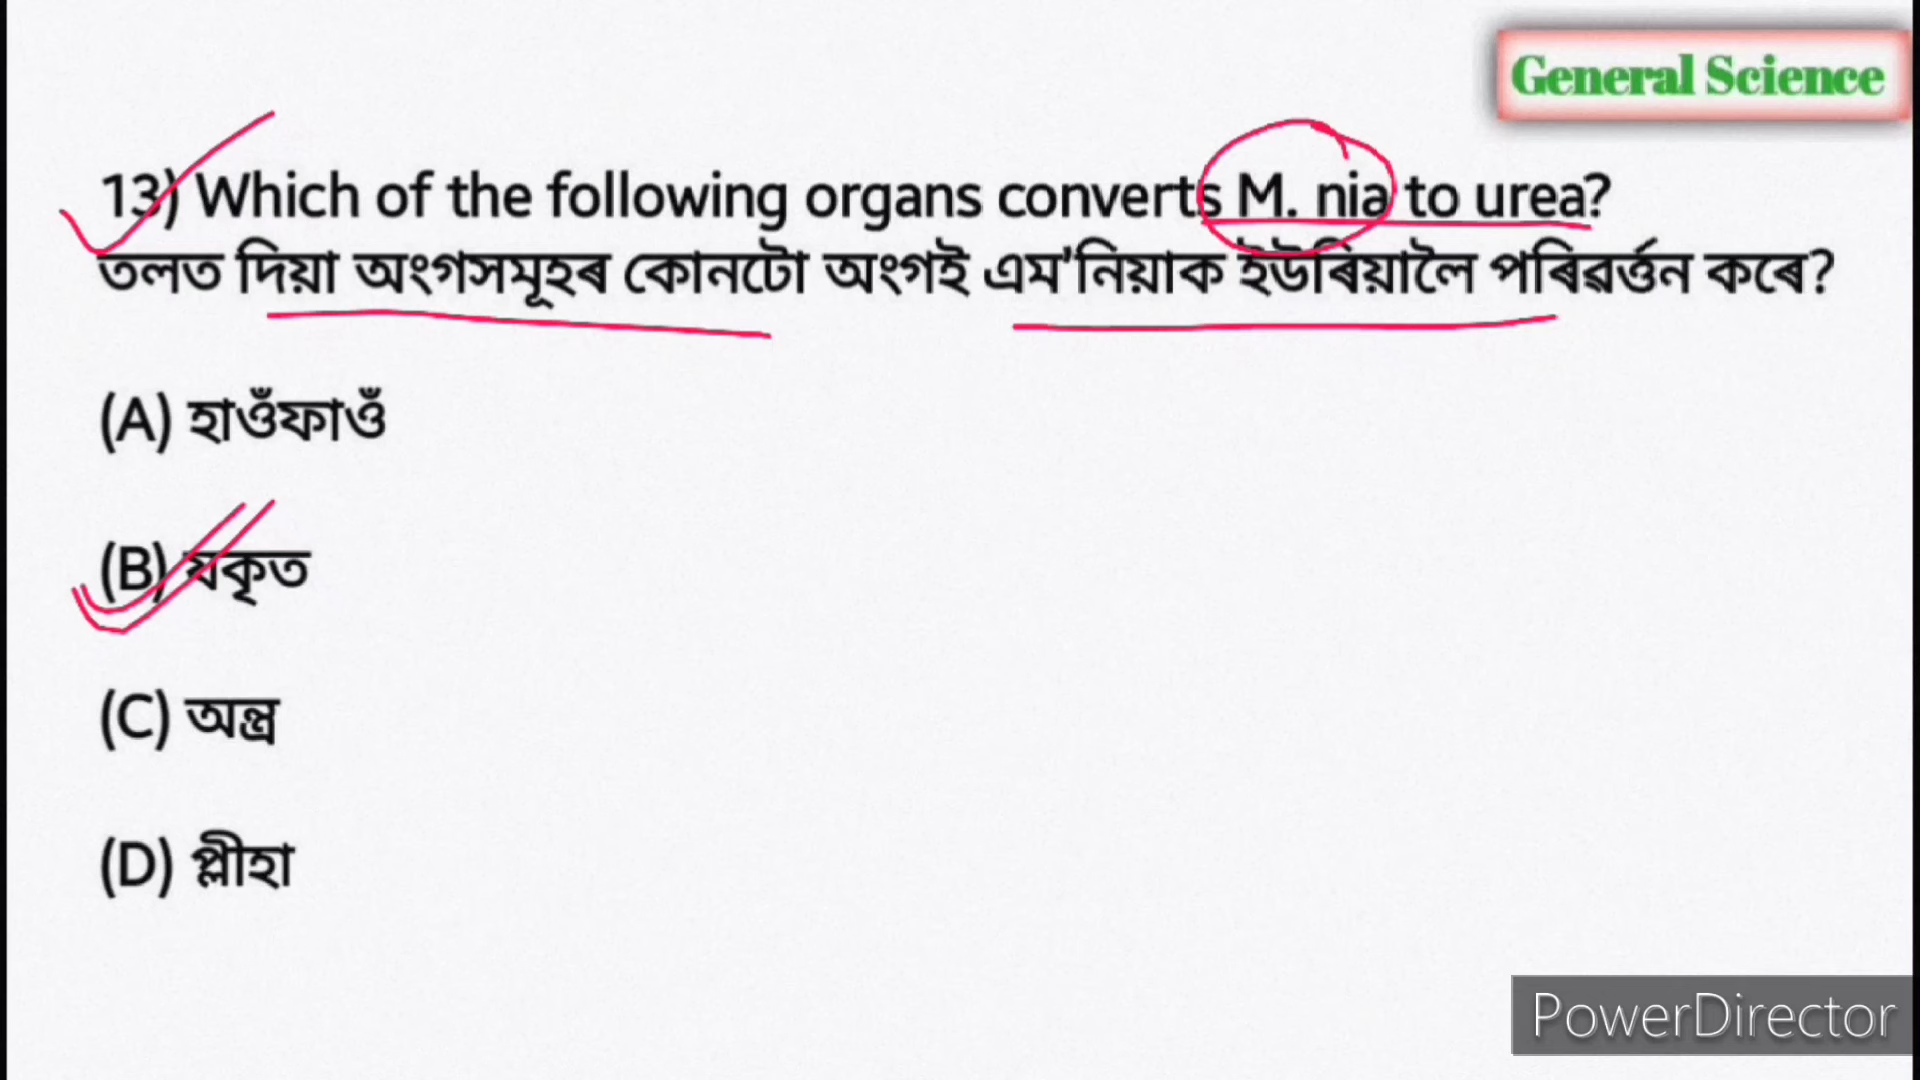 General Science
13) Which of the following organs converts M. nia to urea?
তলত দিয়া অংগসমূহৰ কোনটো অংগই এম'নিয়াক ইউৰিয়ালৈ পৰিৱৰ্ত্তন কৰে?
(A) হাওঁফাওঁ
(B) যকৃত
(C) অন্ত্ৰ
(D) প্লীহা
PowerDirector